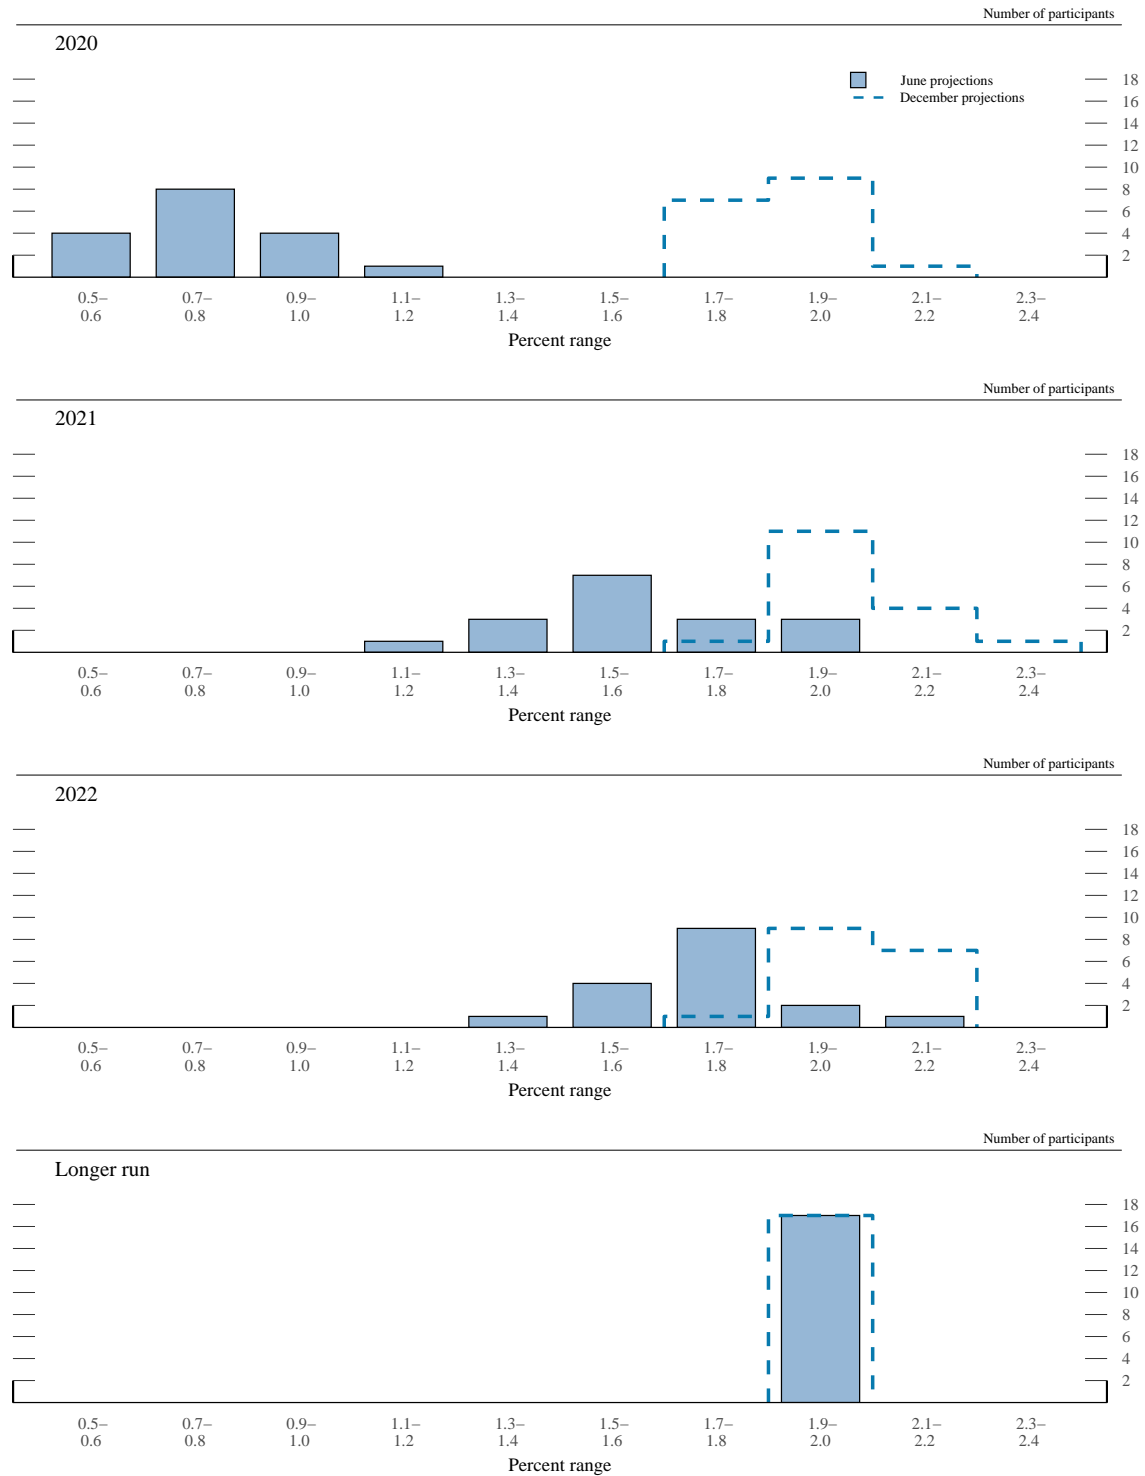 Number of participants
2020
June projections
December projections
18
16
14
12
10
8
6
4
2
0.5– 0.7– 0.9– 1.1– 1.3– 1.5– 1.7– 1.9– 2.1– 2.3–
0.6 0.8 1.0 1.2 1.4 1.6 1.8 2.0 2.2 2.4
Percent range
Number of participants
2021
18
16
14
12
10
8
6
4
2
0.5– 0.7– 0.9– 1.1– 1.3– 1.5– 1.7– 1.9– 2.1– 2.3–
0.6 0.8 1.0 1.2 1.4 1.6 1.8 2.0 2.2 2.4
Percent range
Number of participants
2022
18
16
14
12
10
8
6
4
2
0.5– 0.7– 0.9– 1.1– 1.3– 1.5– 1.7– 1.9– 2.1– 2.3–
0.6 0.8 1.0 1.2 1.4 1.6 1.8 2.0 2.2 2.4
Percent range
Number of participants
Longer run
18
16
14
12
10
8
6
4
2
0.5– 0.7– 0.9– 1.1– 1.3– 1.5– 1.7– 1.9– 2.1– 2.3–
0.6 0.8 1.0 1.2 1.4 1.6 1.8 2.0 2.2 2.4
Percent range